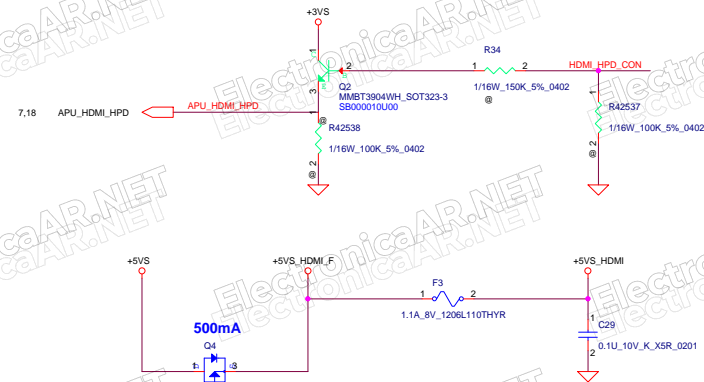 +3VS
R34
HDMI_HPD_CON
1
2
1
2
3
Q2
MMBT3904WH_SOT323-3
SB000010U00
1/16W_150K_5%_0402
@
1
R42537
1/16W_100K_5%_0402
@ 2
7,18 APU_HDMI_HPD
APU_HDMI_HPD
1
@
R42538
1/16W_100K_5%_0402
@ 2
ElectronicaAR.NET
+5VS
+5VS_HDMI_F
+5VS_HDMI
F3
1
2
1.1A_8V_1206L110THYR
500mA
Q4
1
C29
0.1U_10V_K_X5R_0201
2